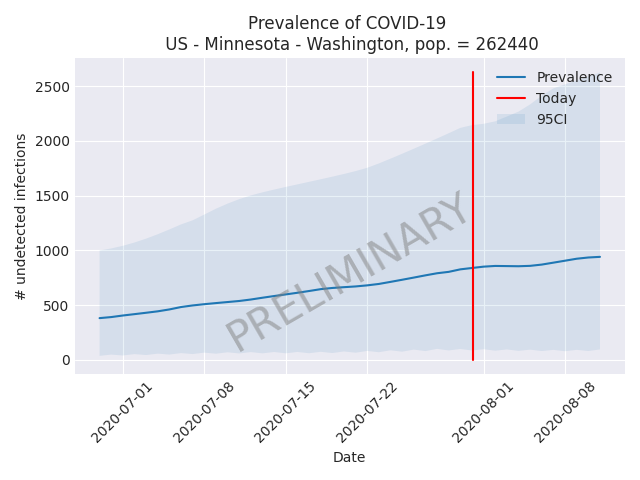 Prevalence of COVID-19
US - Minnesota - Washington, pop. = 262440
Prevalence
Today
95CI
PRELIMINARY
# undetected infections
2500
2000
1500
1000
500
0
2020-07-01
2020-07-08
2020-07-15
2020-07-22
2020-08-01
2020-08-08
Date